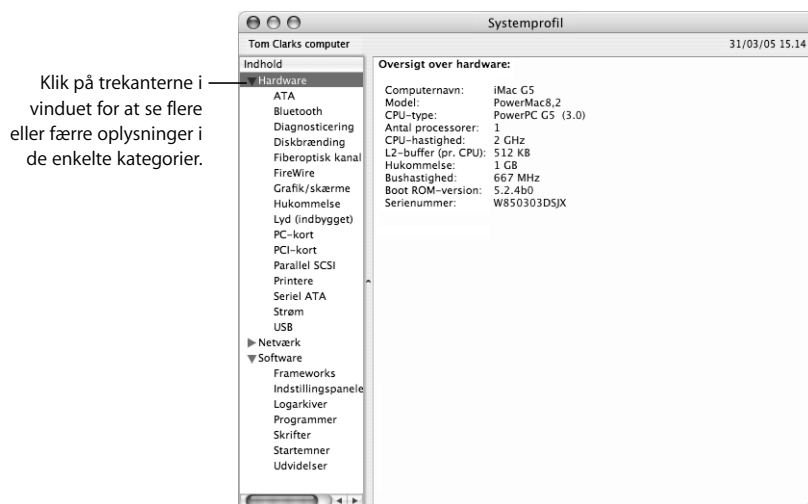 Systemprofil
Tom Clarks computer
31/03/05 15.14
Klik på trekanterne i
vinduet for at se flere
eller færre oplysninger i
de enkelte kategorier.
Indhold
Hardware
ATA
Bluetooth
Diagnosticering
Diskbrænding
Fiberoptisk kanal
FireWire
Grafik/skærme
Hukommelse
Lyd (indbygget)
PC-kort
PCI-kort
Parallel SCSI
Printere
Seriel ATA
Strøm
USB
Netværk
Software
Frameworks
Indstillingspanele
Logarkiver
Programmer
Skrifter
Startemner
Udvidelser
Oversigt over hardware:
Computernavn: iMac G5
Model: PowerMac8,2
CPU-type: PowerPC G5 (3.0)
Antal processorer: 1
CPU-hastighed: 2 GHz
L2-buffer (pr. CPU): 512 KB
Hukommelse: 1 GB
Bushastighed: 667 MHz
Boot ROM-version: 5.2.4b0
Serienummer: W850303DSJX